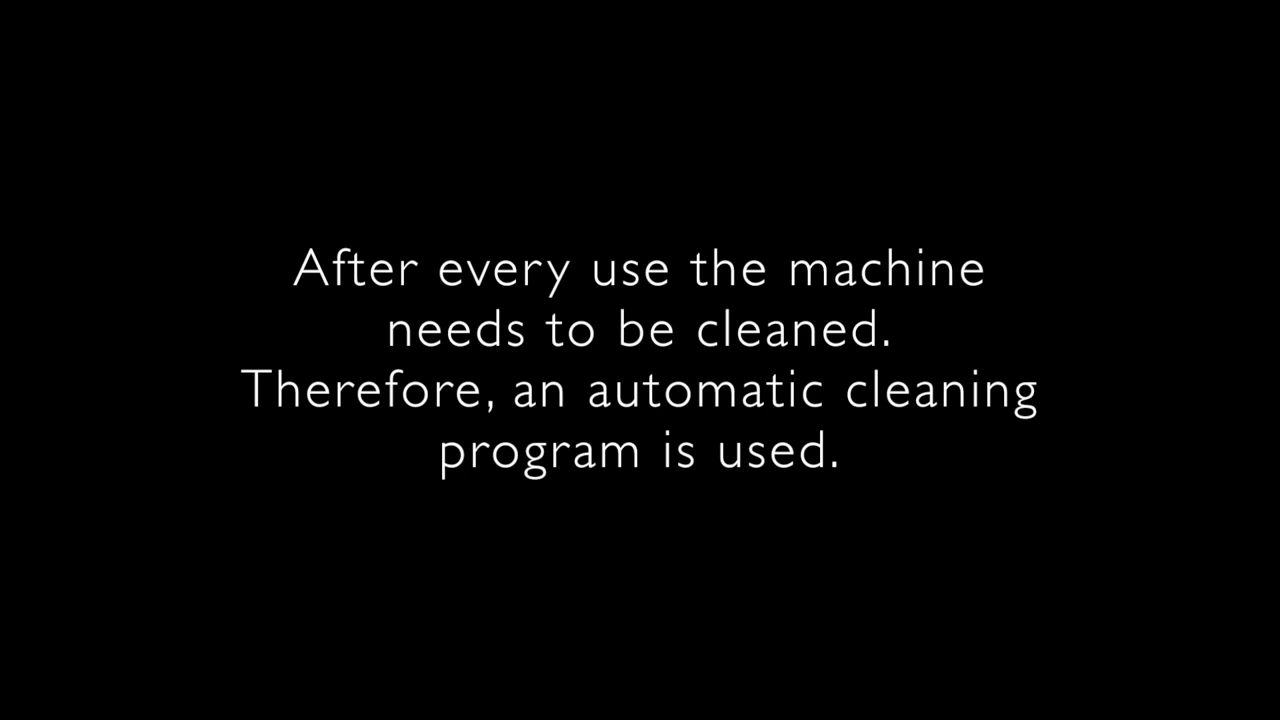 After every use the machine
needs to be cleaned.
Therefore, an automatic cleaning
program is used.